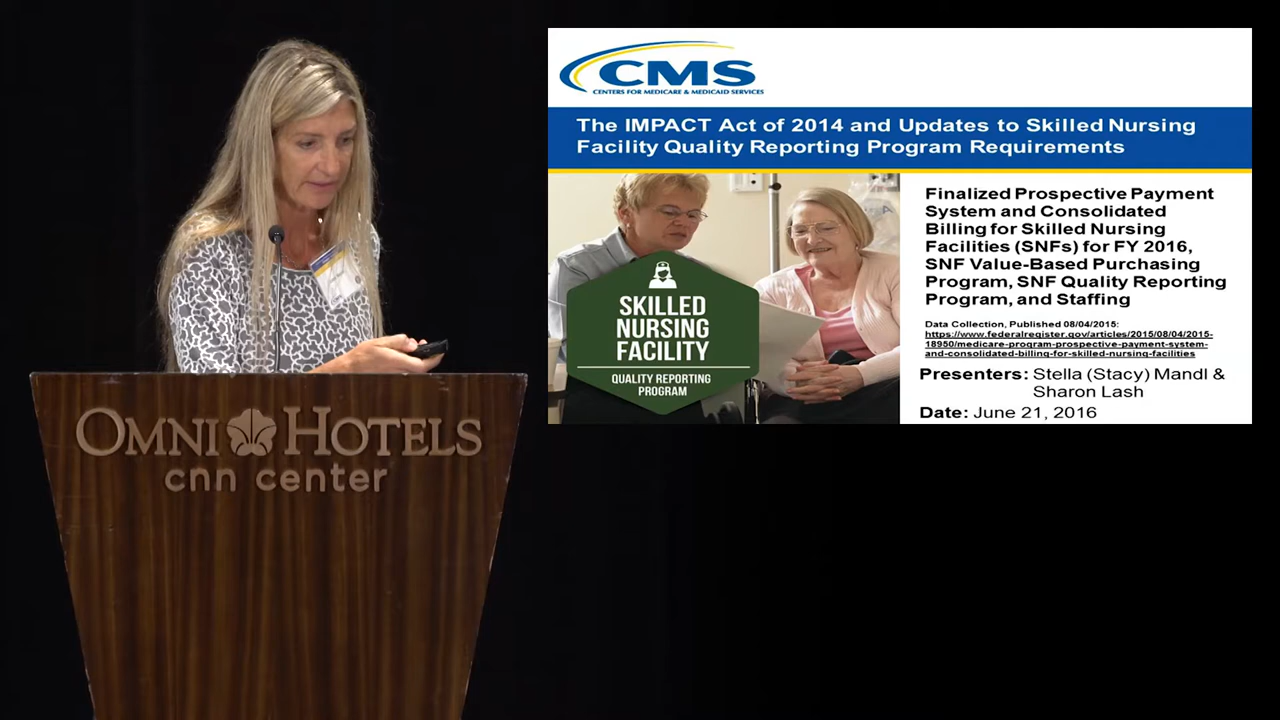 OMNI HOTELS
cnn center
CMS
CENTERS FOR MEDICARE & MEDICAID SERVICES
The IMPACT Act of 2014 and Updates to Skilled Nursing
Facility Quality Reporting Program Requirements
SKILLED
NURSING
FACILITY
QUALITY REPORTING
PROGRAM
Finalized Prospective Payment
System and Consolidated
Billing for Skilled Nursing
Facilities (SNFs) for FY 2016,
SNF Value-Based Purchasing
Program, SNF Quality Reporting
Program, and Staffing
Data Collection, Published 08/04/2015:
https://www.federalregister.gov/articles/2015/08/04/2015-
18950/medicare-program-prospective-payment-system-
and-consolidated-billing-for-skilled-nursing-facilities
Presenters: Stella (Stacy) Mandl &
Sharon Lash
Date: June 21, 2016